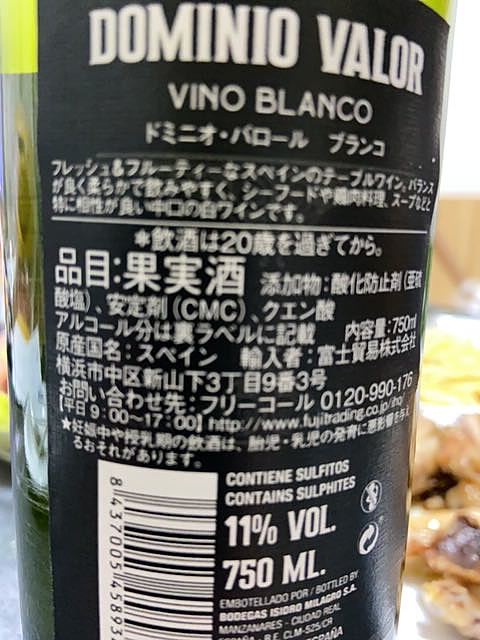 DOMINIO VALOR
VINO BLANCO
ドミニオ・バロール ブランコ
フレッシュ&フルーティーなスペインのテーブルワイン。バランス
が良く柔らかで飲みやすく、シーフードや鶏肉料理、スープなどと
特に相性が良い中口の白ワインです。
*飲酒は20歳を過ぎてから。
品目:果実酒 添加物:酸化防止剤(亜硫
酸塩)、安定剤(CMC)、クエン酸
アルコール分は裏ラベルに記載 内容量:750ml
原産国名:スペイン 輸入者:富士貿易株式会社
横浜市中区新山下3丁目9番3号
お問い合わせ先:フリーコール 0120-990-176
【平日9:00~17:00】http://www.fujitrading.co.jp/iho/
★妊娠中や授乳期の飲酒は、胎児・乳児の発育に悪影響を与え
るおそれがあります。
CONTIENE SULFITOS
CONTAINS SULPHITES
11% VOL.
750 ML.
EMBOTELLADO POR / BOTTLED BY:
BODEGAS ISIDRO MILAGRO S.A.
MANZANARES - CIUDAD REAL
ESPAÑA - R.E. CLM-525/CR
8 437005 45893